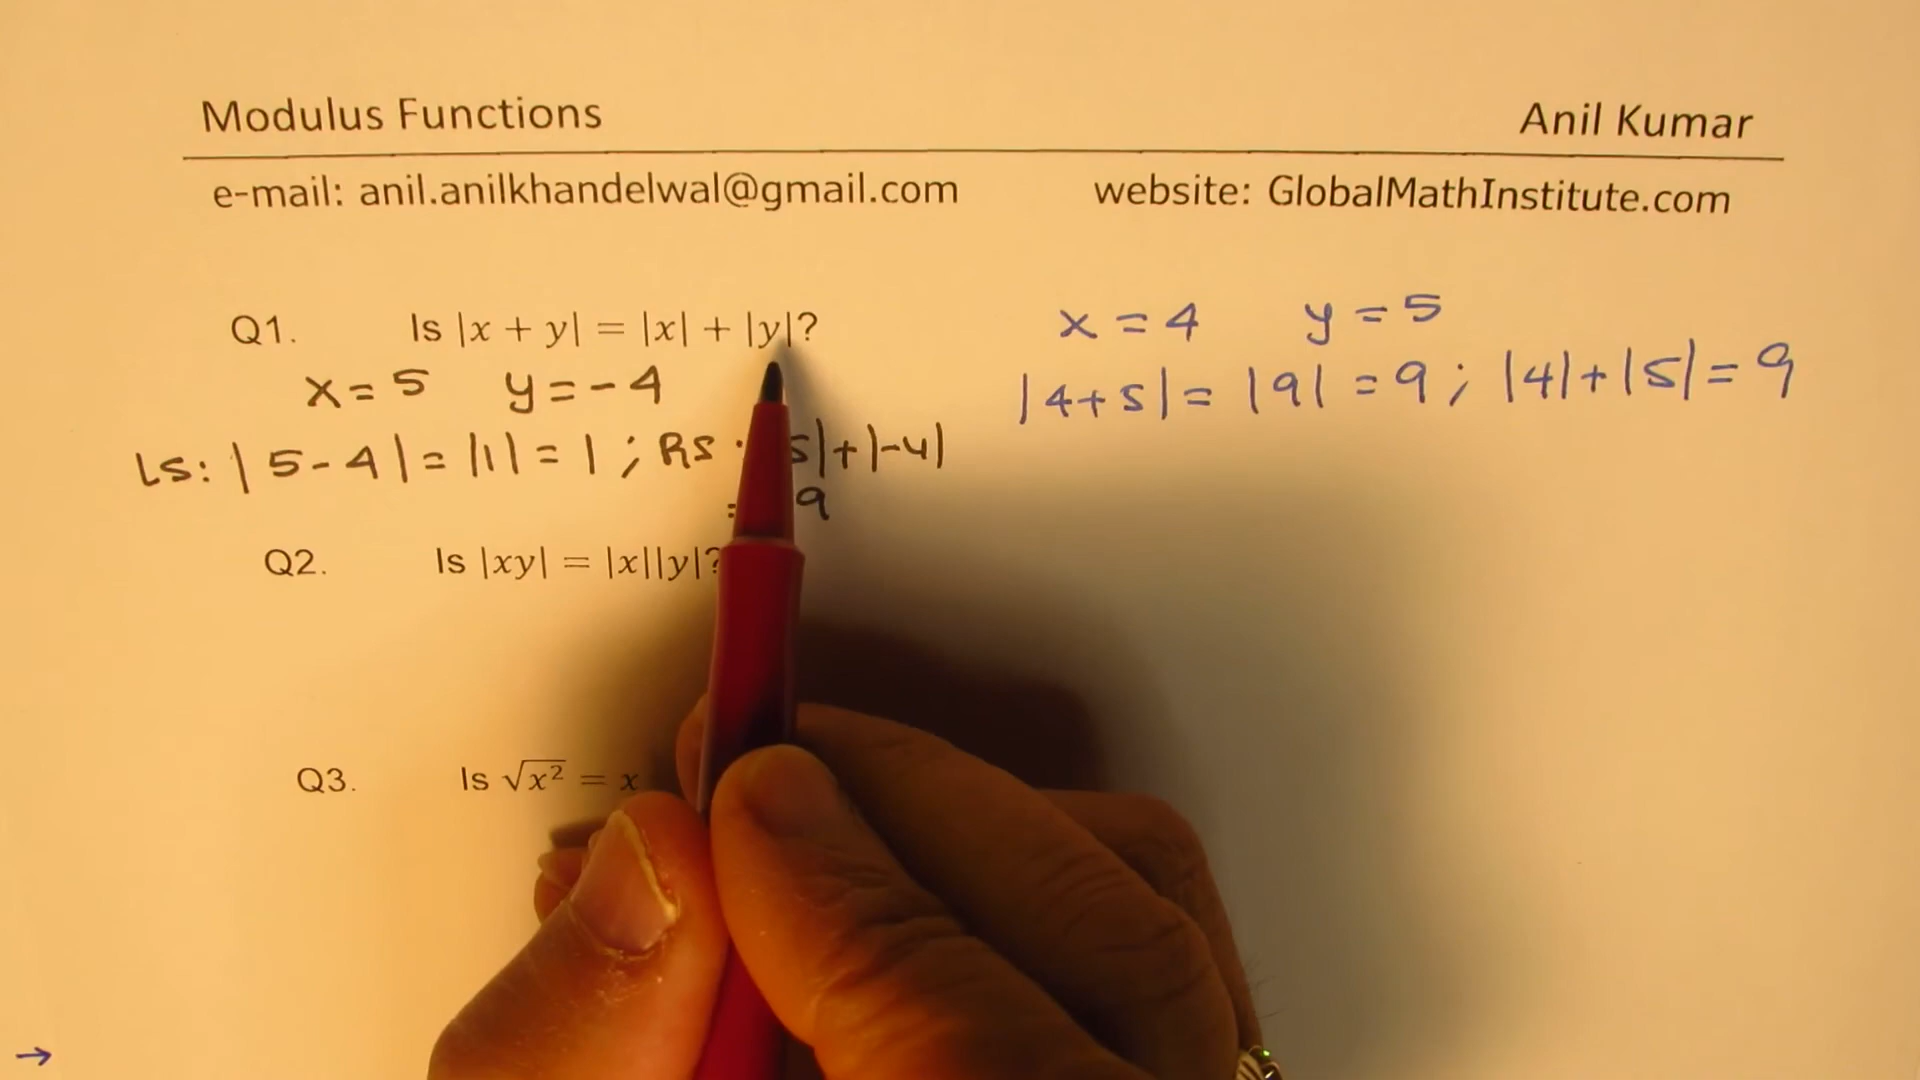 Modulus Functions
Anil Kumar
e-mail: anil.anilkhandelwal@gmail.com
website: GlobalMathInstitute.com
Q1. Is |x + y| = |x| + |y|?
x = 5 y = -4
LS: |5-4| = |1| = 1 ; RS : 5|+|-4|
= 9
x = 4 y = 5
|4+5| = |9| = 9 ; |4|+|5| = 9
Q2. Is |xy| = |x||y|?
Q3. Is √x² = x
→